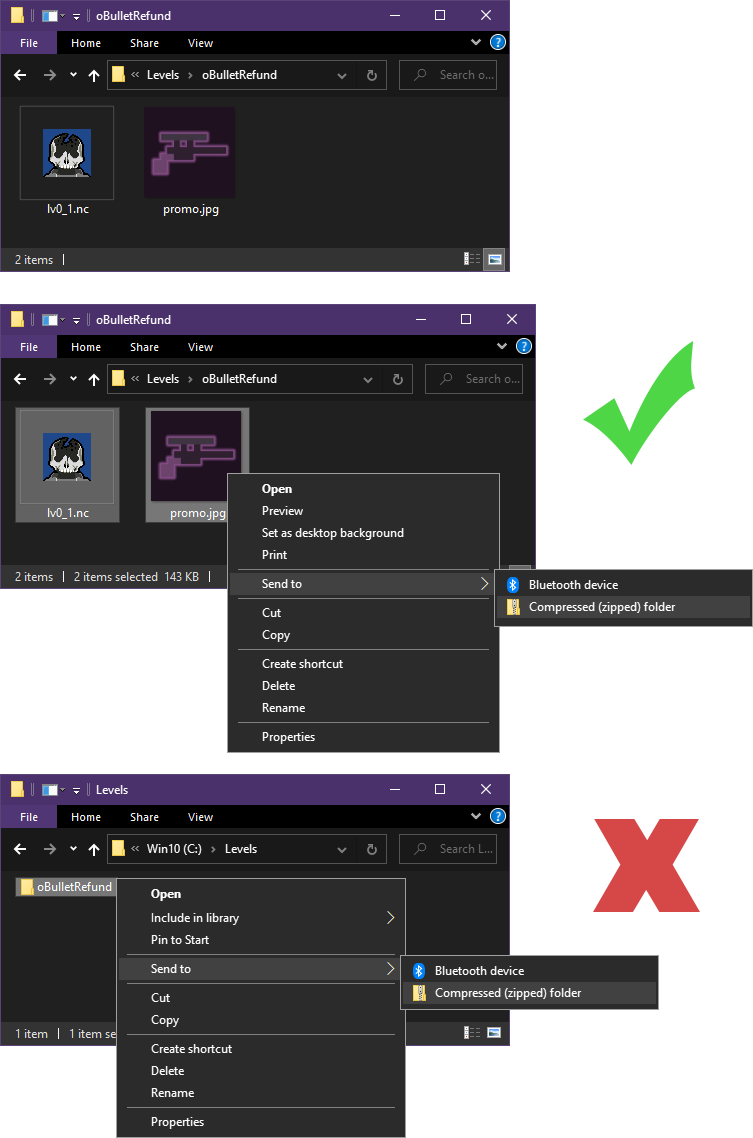 oBulletRefund
File Home Share View
« Levels › oBulletRefund Search o...
lv0_1.nc promo.jpg
2 items
oBulletRefund
File Home Share View
« Levels › oBulletRefund Search o...
lv0_1.nc promo.jpg
Open
Preview
Set as desktop background
Print
2 items 2 items selected 143 KB
Send to
Bluetooth device
Compressed (zipped) folder
Cut
Copy
Create shortcut
Delete
Rename
Properties
Levels
File Home Share View
« Win10 (C:) › Levels Search L...
oBulletRefund
Open
Include in library
Pin to Start
Send to
Bluetooth device
Compressed (zipped) folder
Cut
Copy
1 item 1 item se
Create shortcut
Delete
Rename
Properties